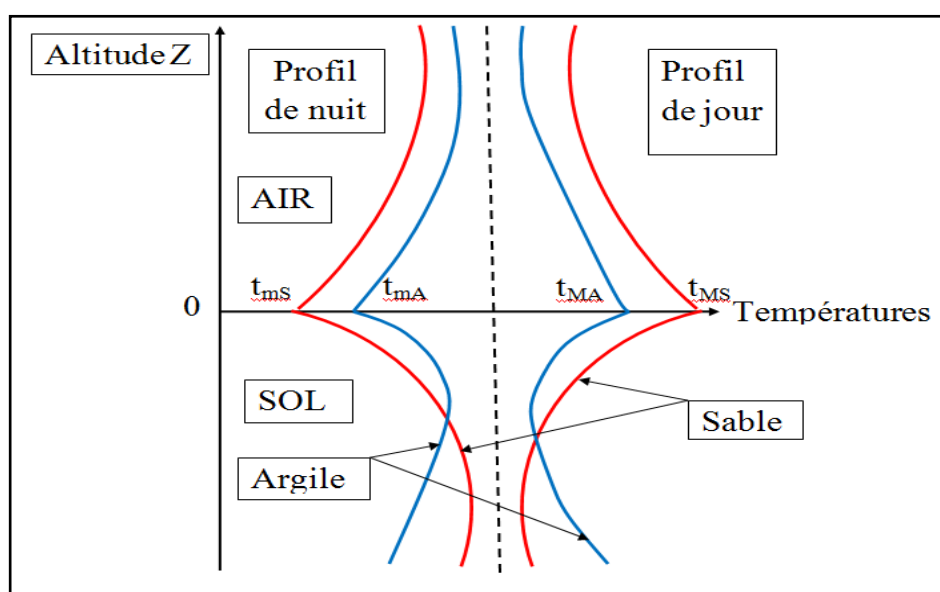 Altitude Z
Profil
de nuit
Profil
de jour
AIR
tmS
tmA
tMA
tMS
0
Températures
SOL
Sable
Argile